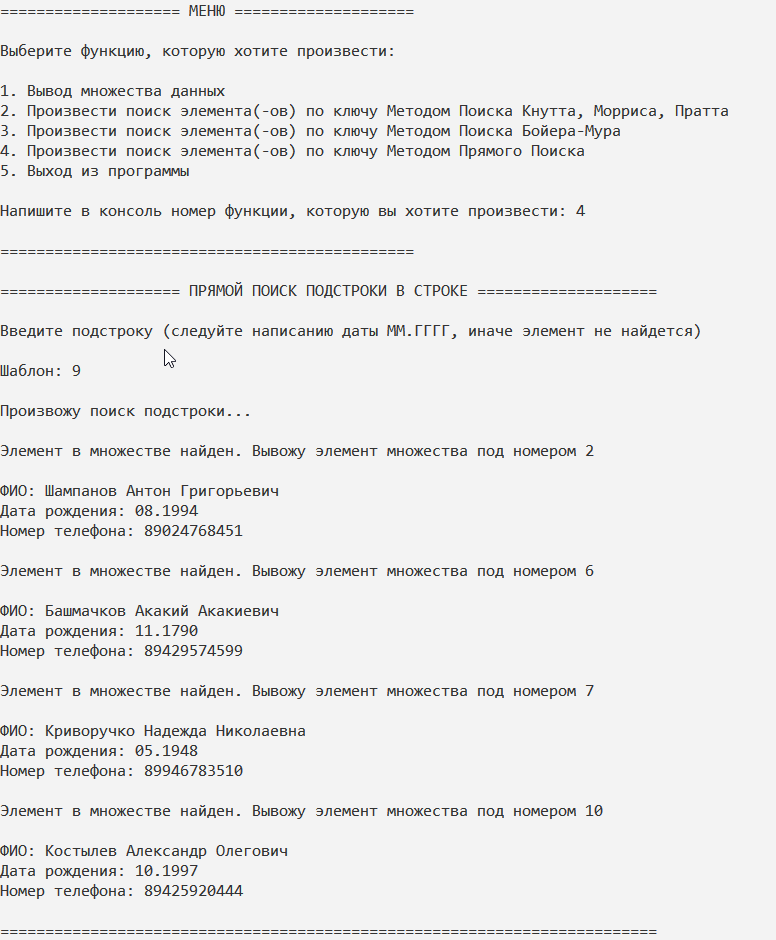 ==================== МЕНЮ ====================
Выберите функцию, которую хотите произвести:
1. Вывод множества данных
2. Произвести поиск элемента(-ов) по ключу Методом Поиска Кнутта, Морриса, Пратта
3. Произвести поиск элемента(-ов) по ключу Методом Поиска Бойера-Мура
4. Произвести поиск элемента(-ов) по ключу Методом Прямого Поиска
5. Выход из программы
Напишите в консоль номер функции, которую вы хотите произвести: 4
==============================================
==================== ПРЯМОЙ ПОИСК ПОДСТРОКИ В СТРОКЕ ====================
Введите подстроку (следуйте написанию даты ММ.ГГГГ, иначе элемент не найдется)
Шаблон: 9
Произвожу поиск подстроки...
Элемент в множестве найден. Вывожу элемент множества под номером 2
ФИО: Шампанов Антон Григорьевич
Дата рождения: 08.1994
Номер телефона: 89024768451
Элемент в множестве найден. Вывожу элемент множества под номером 6
ФИО: Башмачков Акакий Акакиевич
Дата рождения: 11.1790
Номер телефона: 89429574599
Элемент в множестве найден. Вывожу элемент множества под номером 7
ФИО: Криворучко Надежда Николаевна
Дата рождения: 05.1948
Номер телефона: 89946783510
Элемент в множестве найден. Вывожу элемент множества под номером 10
ФИО: Костылев Александр Олегович
Дата рождения: 10.1997
Номер телефона: 89425920444
=========================================================================